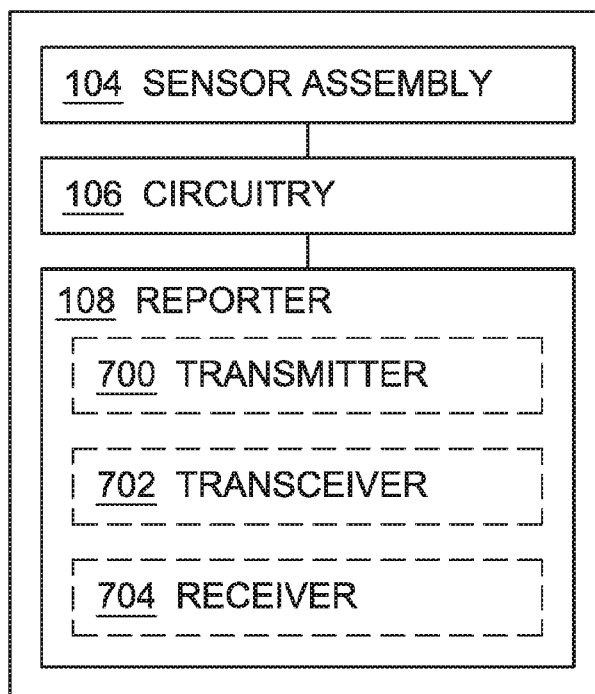 104 SENSOR ASSEMBLY
106 CIRCUITRY
108 REPORTER
700 TRANSMITTER
702 TRANSCEIVER
704 RECEIVER